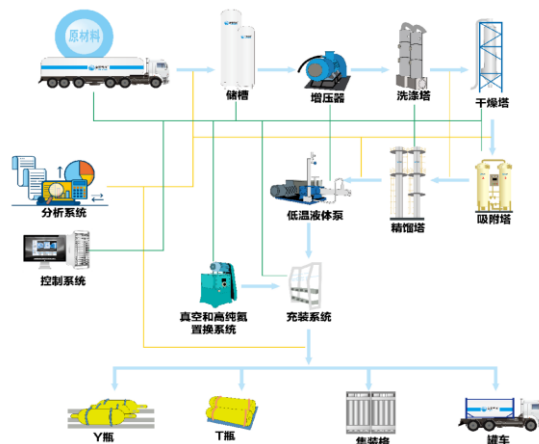 原材料
储槽
增压器
洗涤塔
干燥塔
分析系统
低温液体泵
精馏塔
吸附塔
控制系统
真空和高纯氦
置换系统
充装系统
Y瓶
T瓶
集装格
罐车